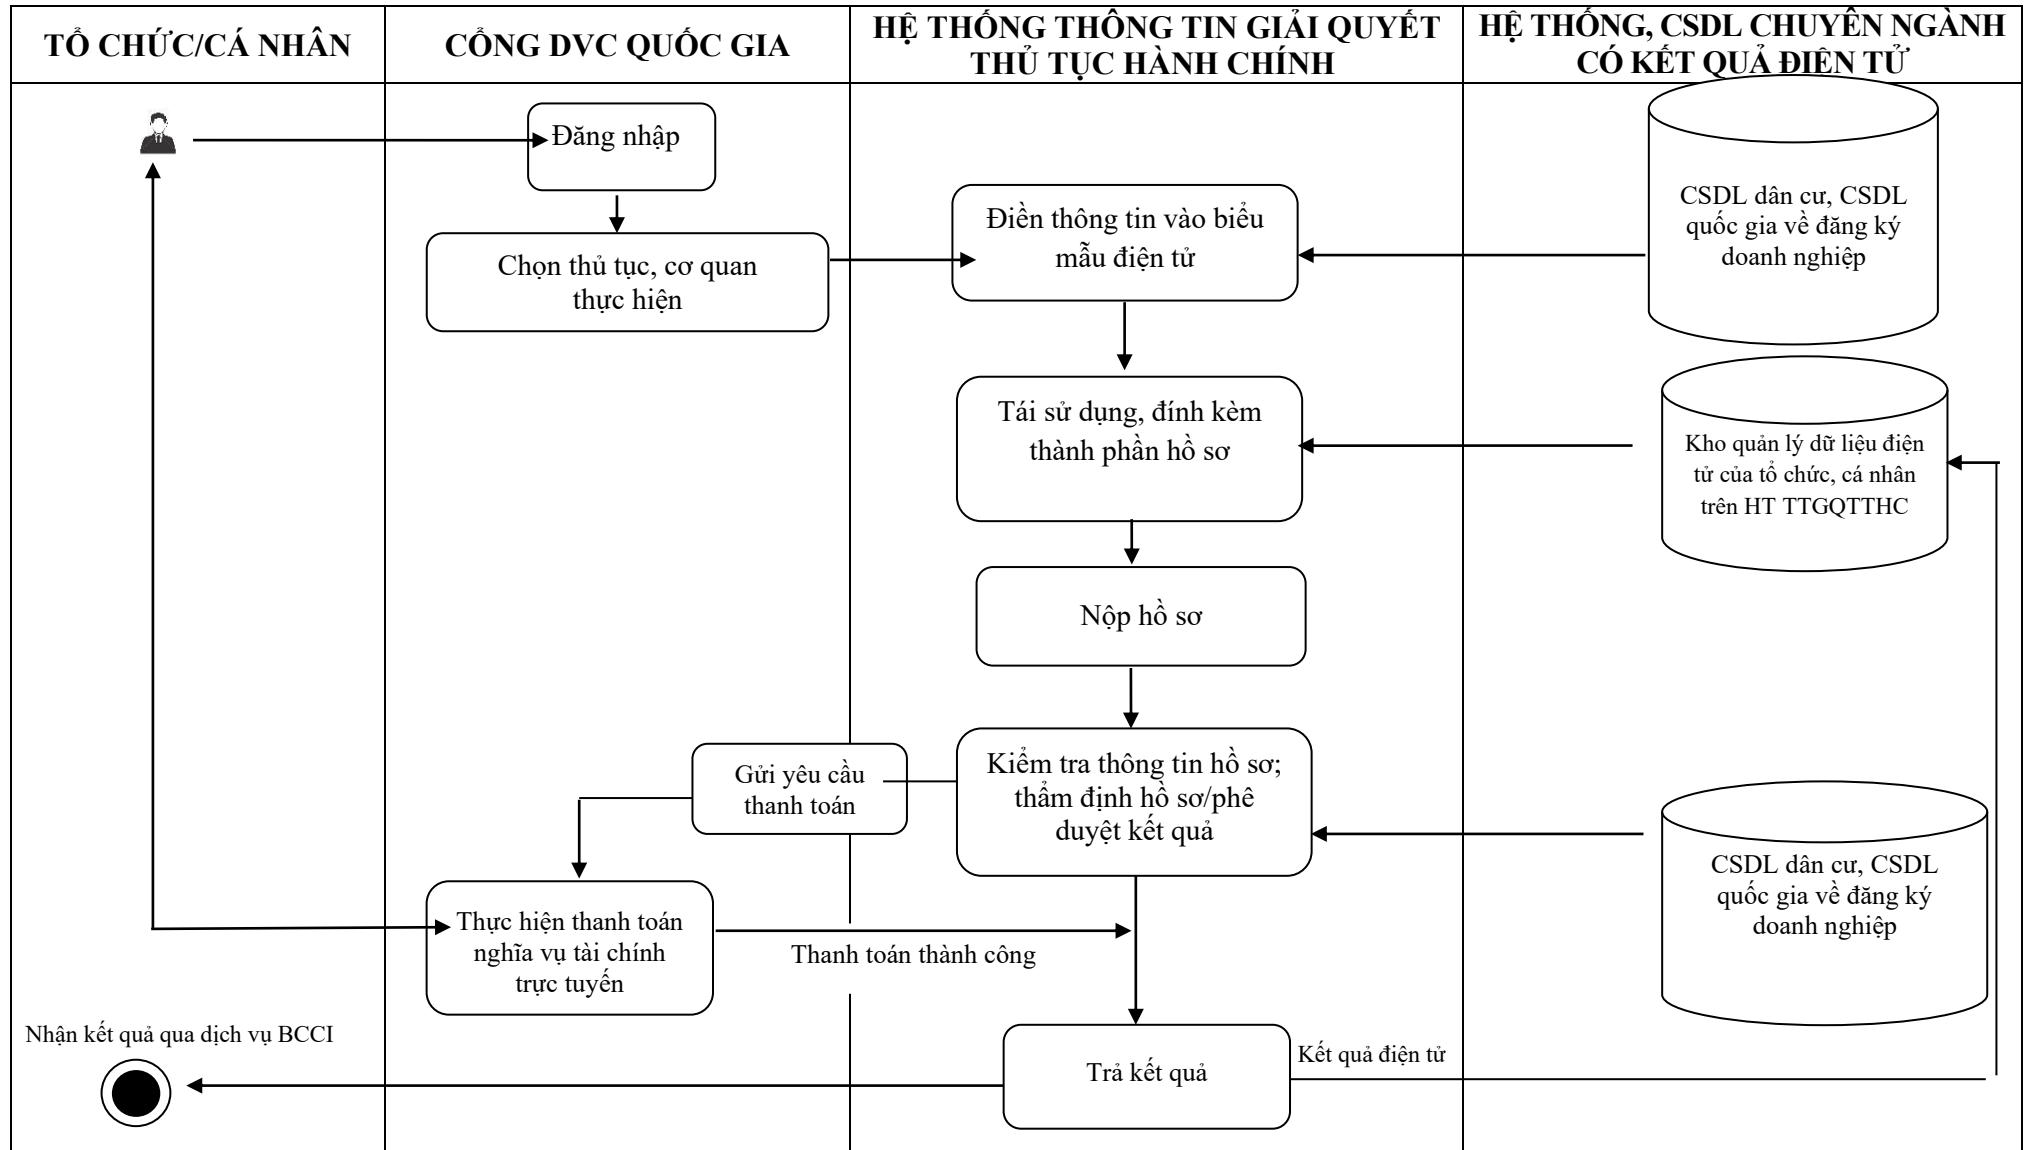 TỔ CHỨC/CÁ NHÂN
CỔNG DVC QUỐC GIA
HỆ THỐNG THÔNG TIN GIẢI QUYẾT
THỦ TỤC HÀNH CHÍNH
HỆ THỐNG, CSDL CHUYÊN NGÀNH
CÓ KẾT QUẢ ĐIỆN TỬ
Đăng nhập
Chọn thủ tục, cơ quan
thực hiện
Điền thông tin vào biểu
mẫu điện tử
CSDL dân cư, CSDL
quốc gia về đăng ký
doanh nghiệp
Tái sử dụng, đính kèm
thành phần hồ sơ
Kho quản lý dữ liệu điện
tử của tổ chức, cá nhân
trên HT TTGQTTHC
Nộp hồ sơ
Gửi yêu cầu
thanh toán
Kiểm tra thông tin hồ sơ;
thẩm định hồ sơ/phê
duyệt kết quả
CSDL dân cư, CSDL
quốc gia về đăng ký
doanh nghiệp
Thực hiện thanh toán
nghĩa vụ tài chính
trực tuyến
Thanh toán thành công
Nhận kết quả qua dịch vụ BCCI
Trả kết quả
Kết quả điện tử